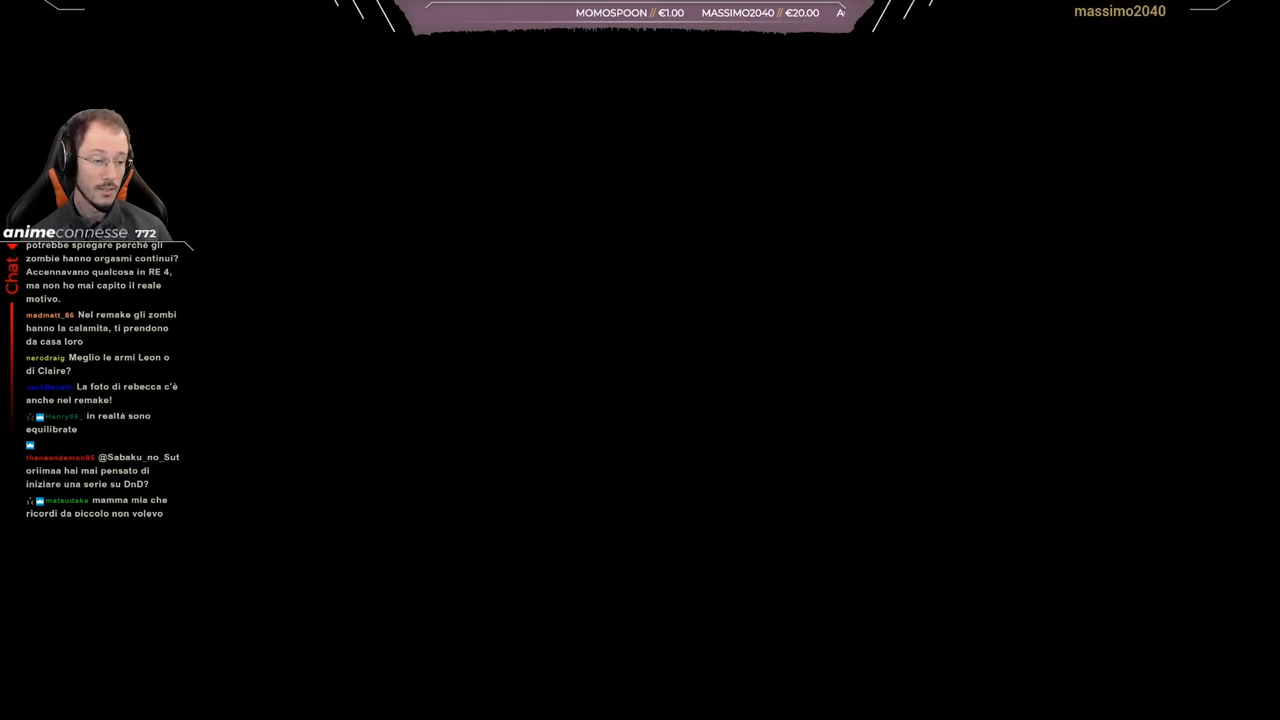 MOMOSPOON // €1.00 MASSIMO2040 // €20.00
massimo2040
animeconnesse 772
Chat
potrebbe spiegare perchè gli
zombie hanno orgasmi continui?
Accennavano qualcosa in RE 4,
ma non ho mai capito il reale
motivo.
madmatt_86 Nel remake gli zombi
hanno la calamita, ti prendono
da casa loro
nerodraig Meglio le armi Leon o
di Claire?
La foto di rebecca c'è
anche nel remake!
Henry86_ in realtà sono
equilibrate
theneondemon95 @Sabaku_no_Sut
oriimaa hai mai pensato di
iniziare una serie su DnD?
matsudake mamma mia che
ricordi da piccolo non volevo